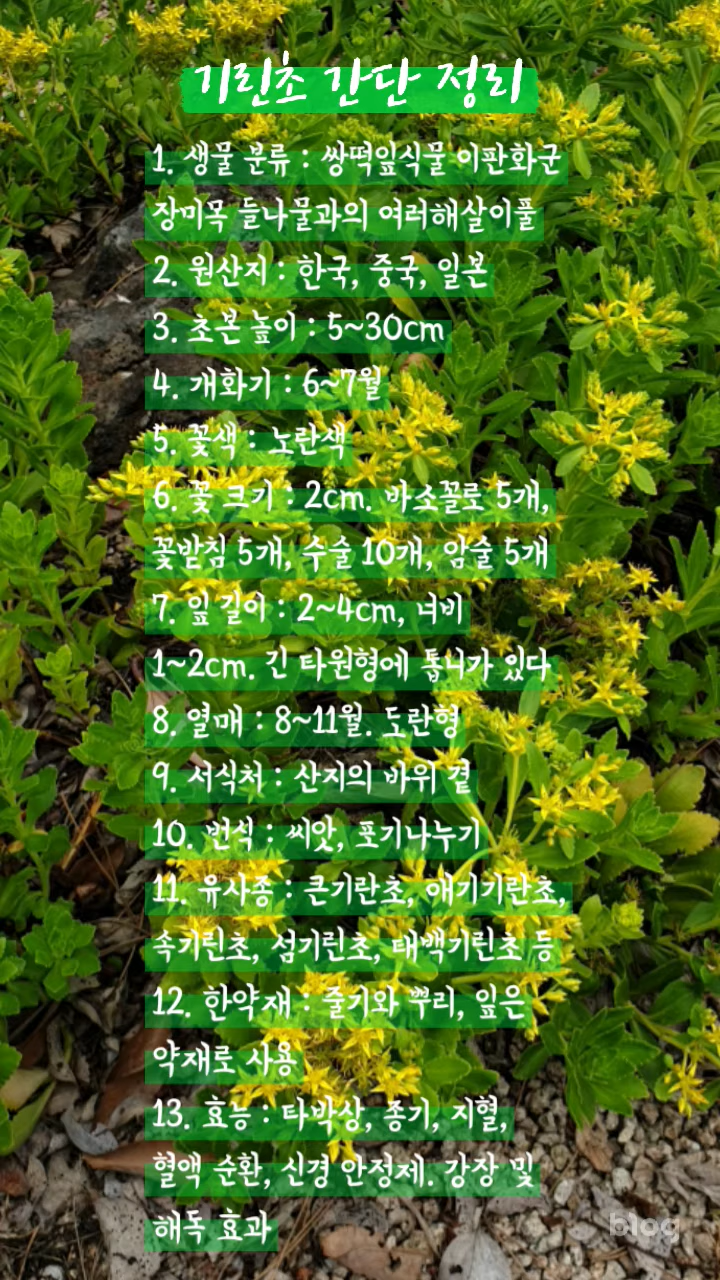 기린초 간단 정리
1. 생물 분류 : 쌍떡잎식물 이판화군
장미목 돌나물과의 여러해살이풀
2. 원산지 : 한국, 중국, 일본
3. 초본 높이 : 5~30cm
4. 개화기 : 6~7월
5. 꽃색 : 노란색
6. 꽃 크기 : 2cm. 바소꼴로 5개,
꽃받침 5개, 수술 10개, 암술 5개
7. 잎 길이 : 2~4cm, 너비
1~2cm. 긴 타원형에 톱니가 있다
8. 열매 : 8~11월. 도란형
9. 서식처 : 산지의 바위 곁
10. 번식 : 씨앗, 포기나누기
11. 유사종 : 큰기란초, 애기기란초,
속기린초, 섬기린초, 태백기린초 등
12. 한약재 : 줄기와 뿌리, 잎은
약재로 사용
13. 효능 : 타박상, 종기, 지혈,
혈액 순환, 신경 안정제. 강장 및
해독 효과
blog